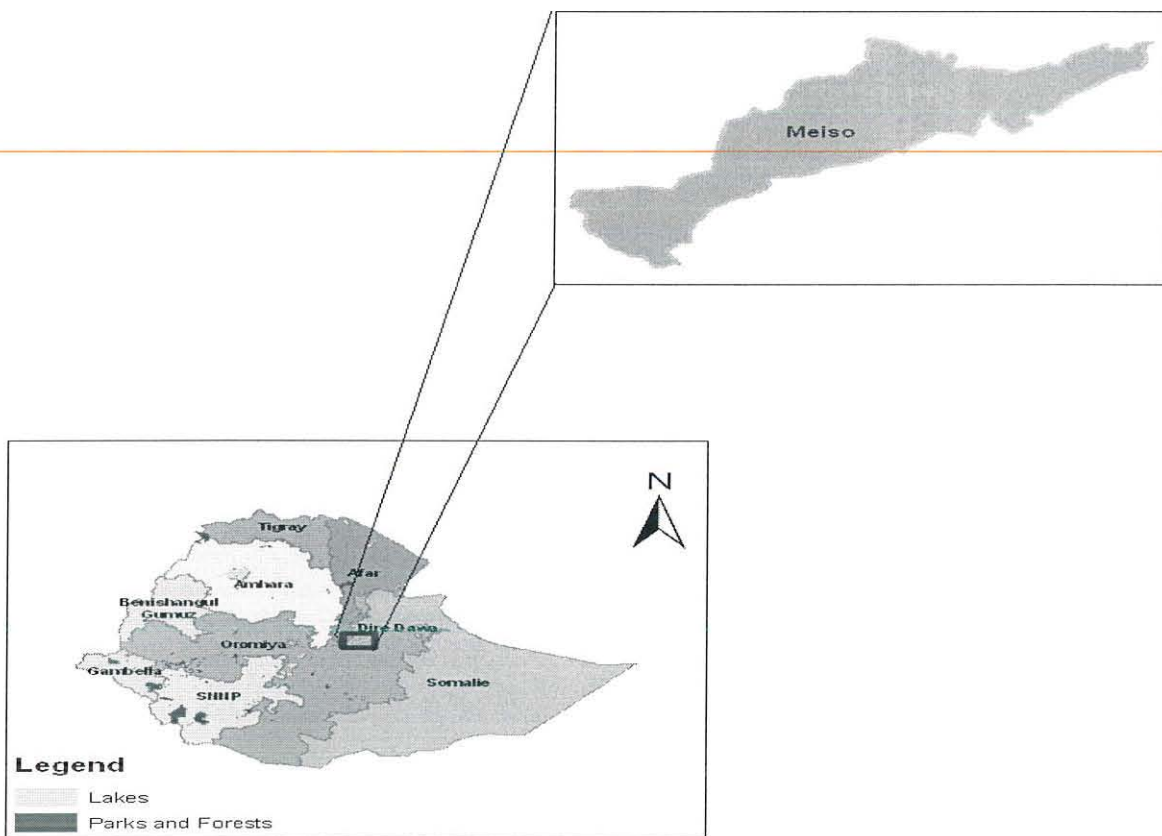 Meiso
N
Tigray
Afar
Amhara
Benishangul
Gumuz
Dire Dawa
Oromiya
Gambella
SNNP
Somalie
Legend
Lakes
Parks and Forests